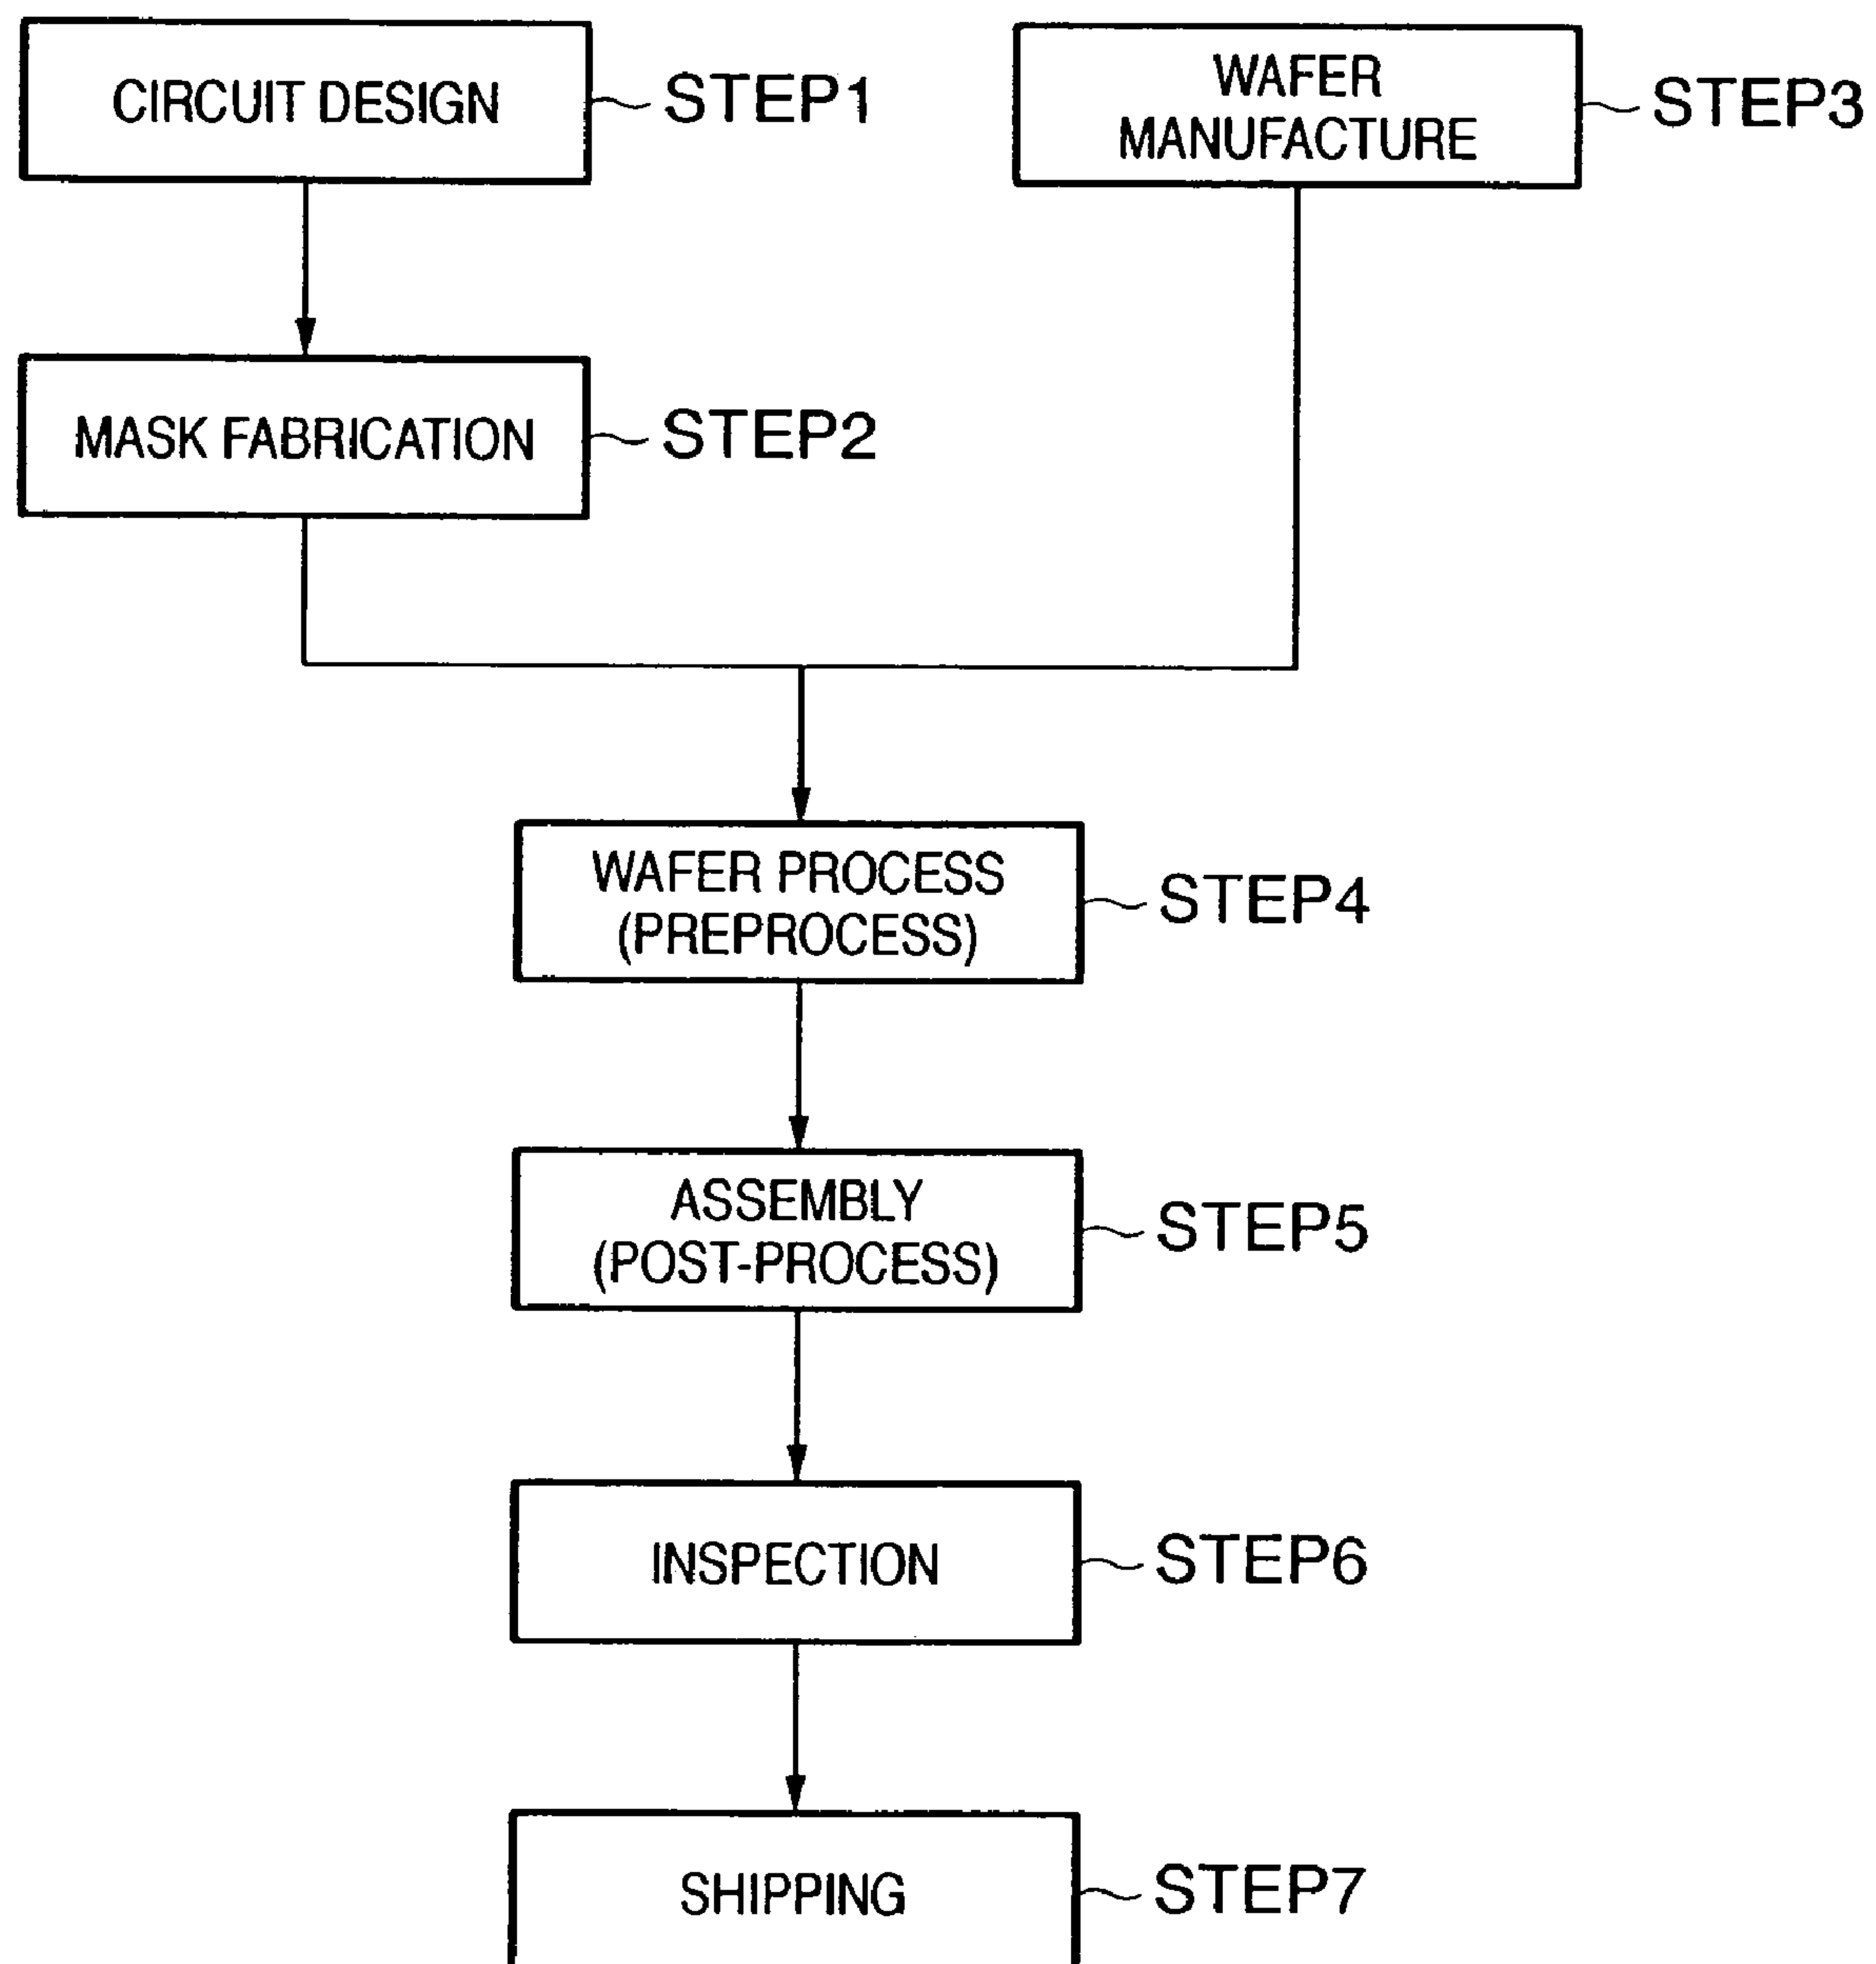 CIRCUIT DESIGN
STEP1
WAFER
MANUFACTURE
STEP3
MASK FABRICATION
STEP2
WAFER PROCESS
(PREPROCESS)
STEP4
ASSEMBLY
(POST-PROCESS)
STEP5
INSPECTION
STEP6
SHIPPING
STEP7